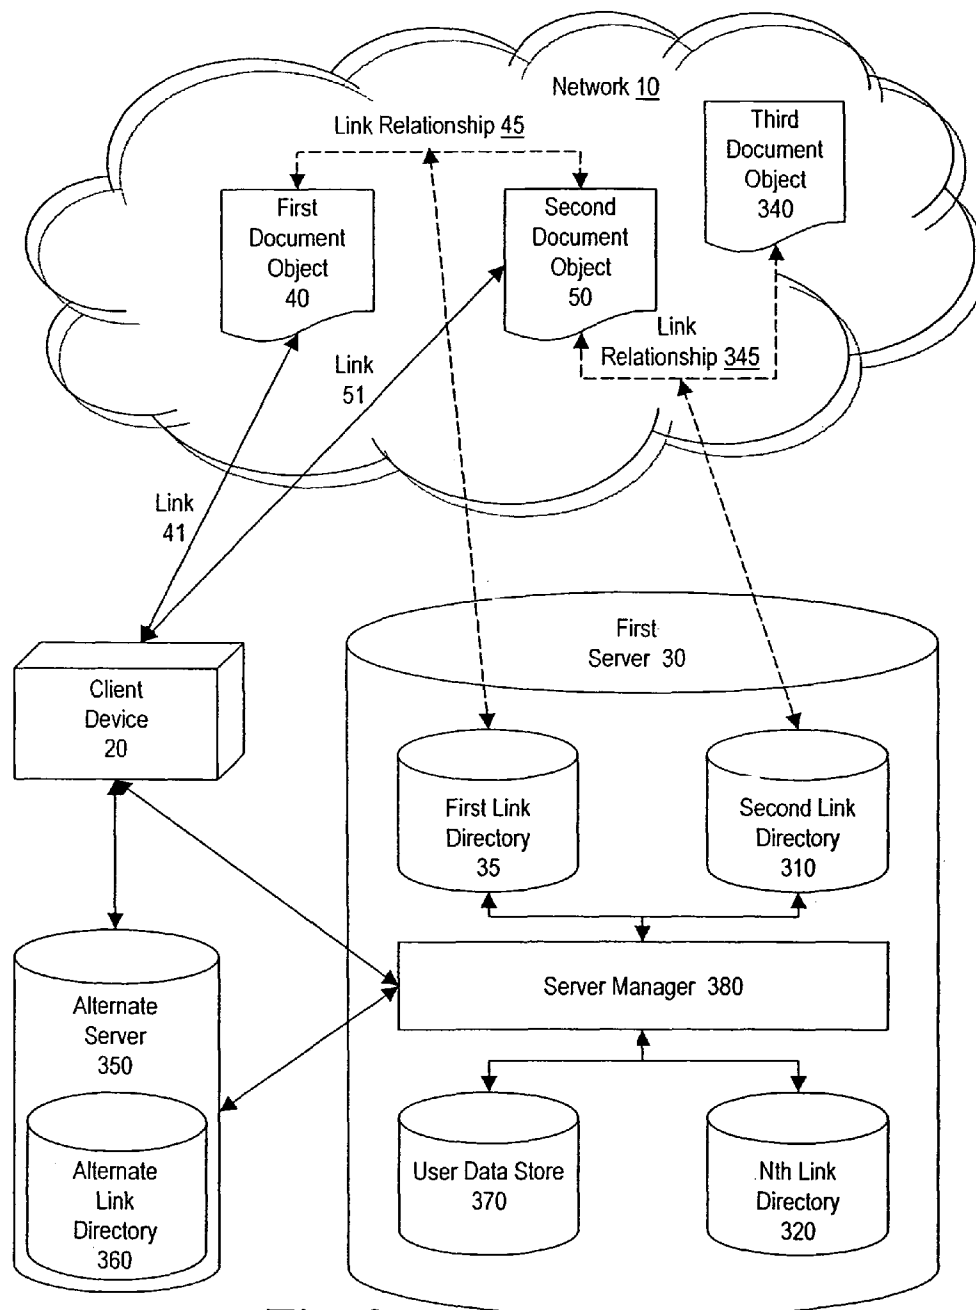 Network 10
Link Relationship 45
Third
Document
Object
340
First
Document
Object
40
Second
Document
Object
50
Link
Relationship 345
Link
51
Link
41
First
Server 30
Client
Device
20
First Link
Directory
35
Second Link
Directory
310
Server Manager 380
Alternate
Server
350
Alternate
Link
Directory
360
User Data Store
370
Nth Link
Directory
320